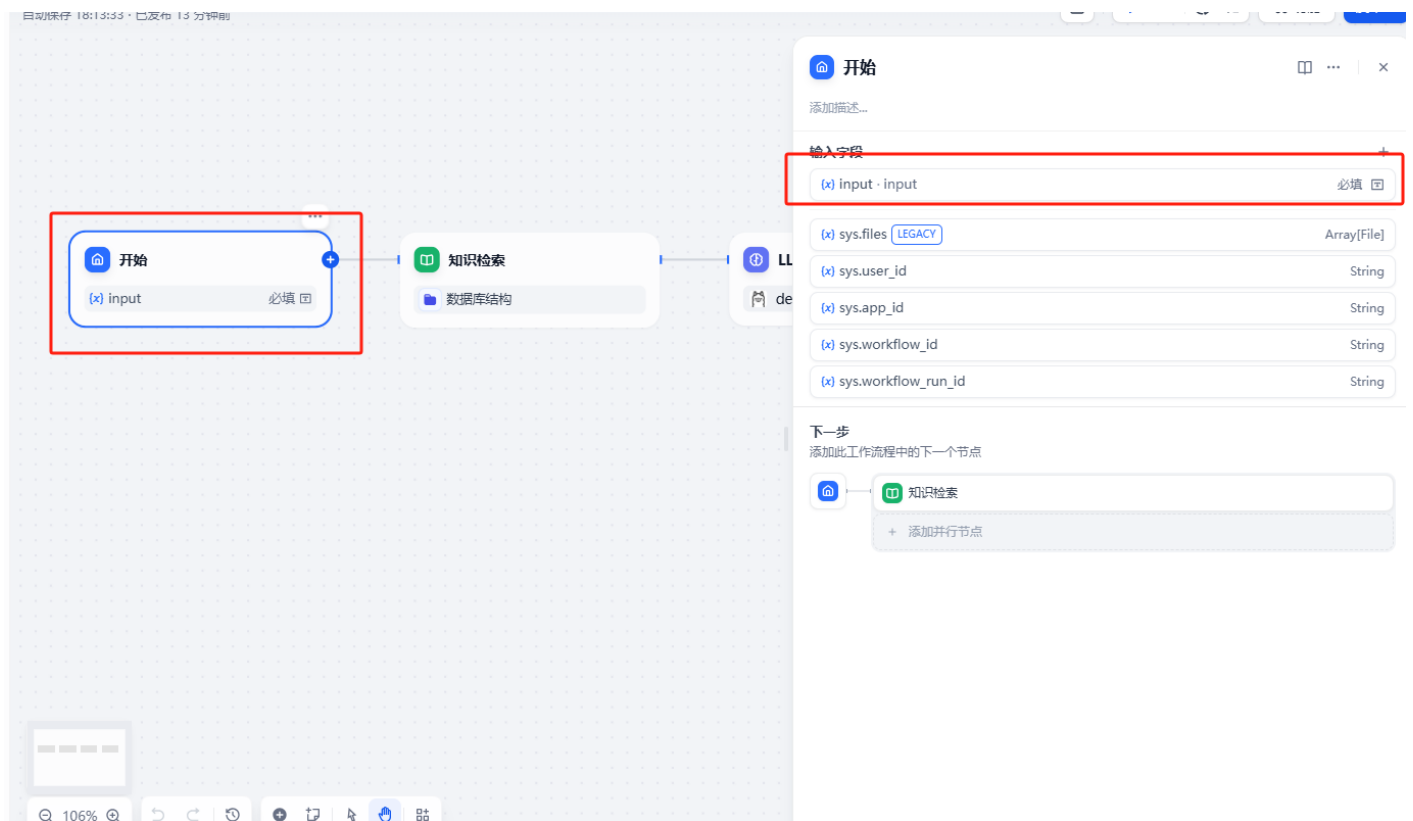 自动保存 18:13:33 · 已发布 13 分钟前
开始
添加描述...
输入字段
{x} input · input 必填
{x} sys.files LEGACY Array[File]
{x} sys.user_id String
{x} sys.app_id String
{x} sys.workflow_id String
{x} sys.workflow_run_id String
下一步
添加此工作流程中的下一个节点
知识检索
+ 添加并行节点
开始
{x} input 必填
知识检索
数据库结构
LL
de
106%